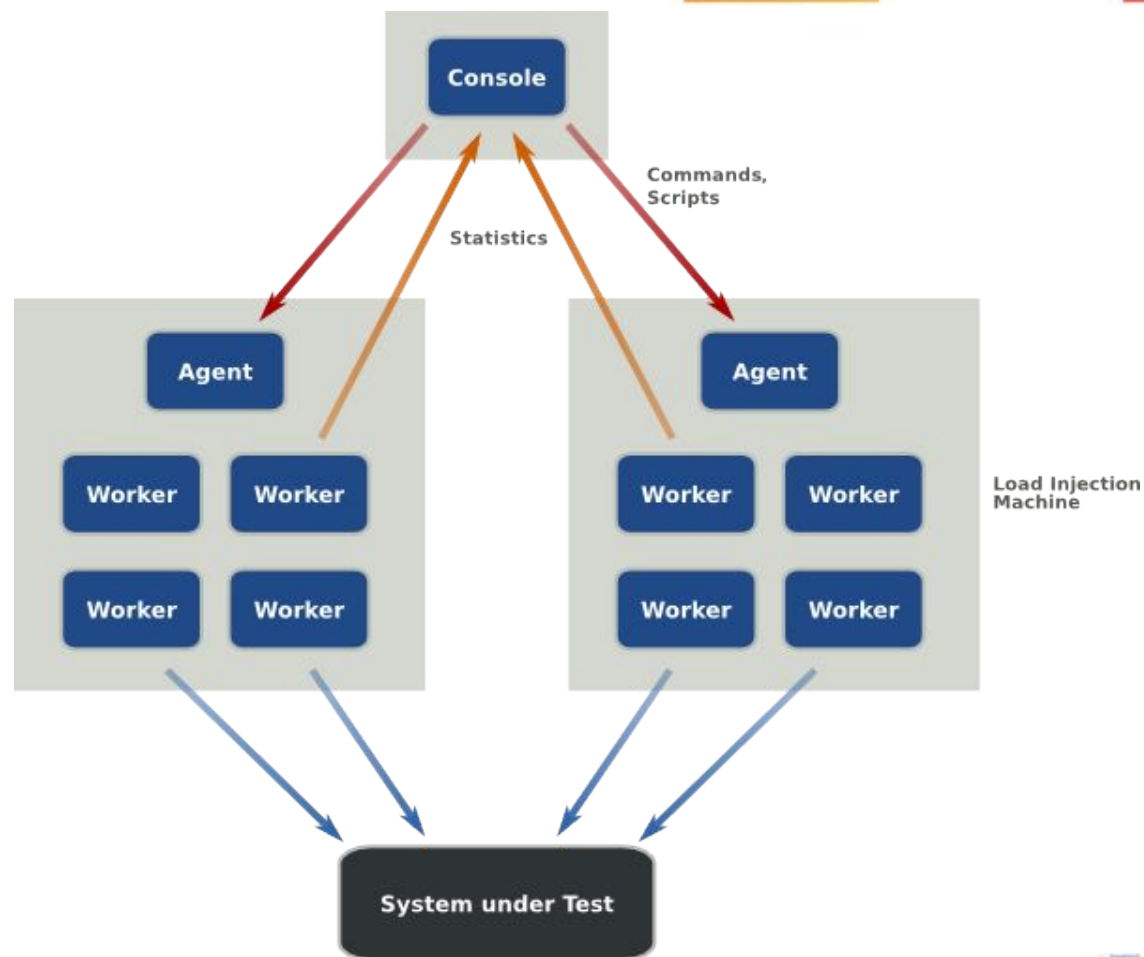 Console
Commands,
Scripts
Statistics
Agent
Agent
Worker
Worker
Worker
Worker
Load Injection
Machine
Worker
Worker
Worker
Worker
System under Test